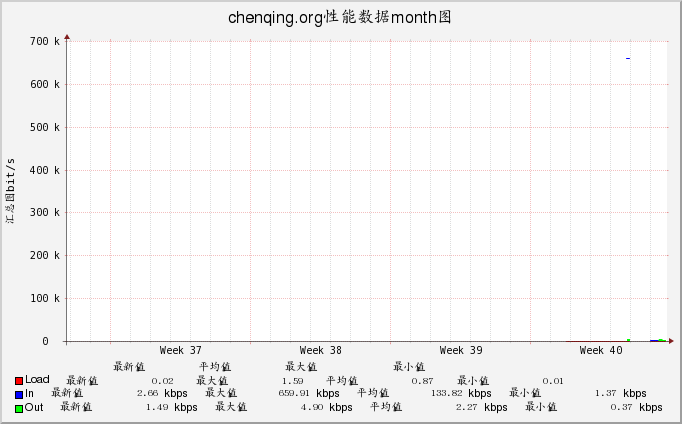 chenqing.org性能数据month图
700 k
600 k
500 k
400 k
300 k
200 k
100 k
0
汇总图bit/s
Week 37 Week 38 Week 39 Week 40
最新值 平均值 最大值 最小值
Load 最新值 0.02 最大值 1.59 平均值 0.87 最小值 0.01
In 最新值 2.66 kbps 最大值 659.91 kbps 平均值 133.82 kbps 最小值 1.37 kbps
Out 最新值 1.49 kbps 最大值 4.90 kbps 平均值 2.27 kbps 最小值 0.37 kbps